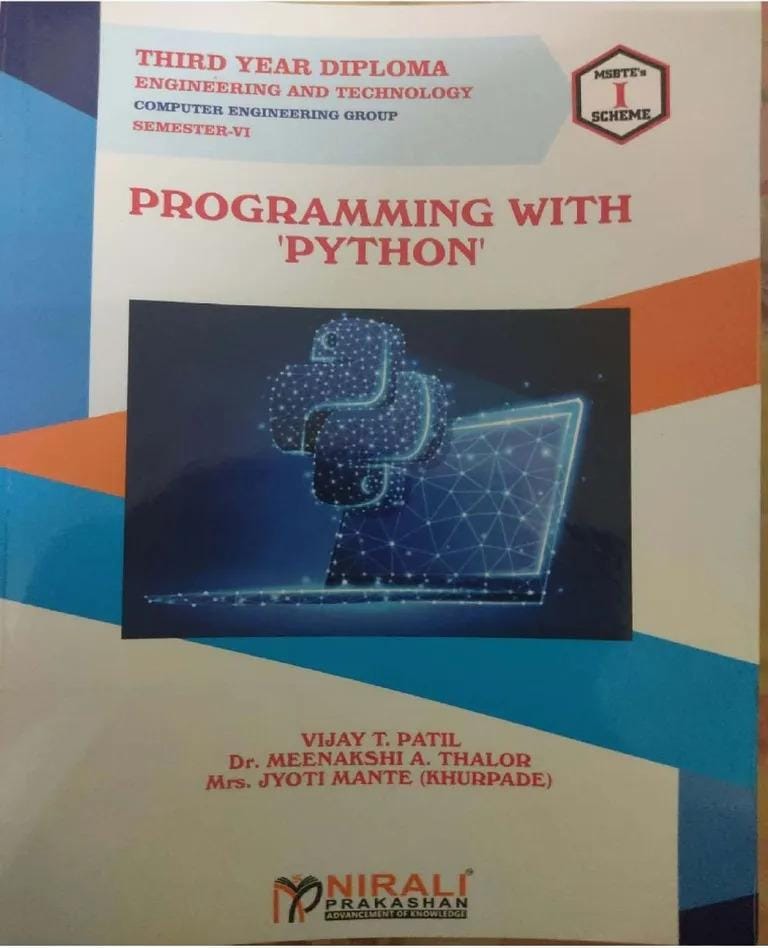 THIRD YEAR DIPLOMA
ENGINEERING AND TECHNOLOGY
COMPUTER ENGINEERING GROUP
SEMESTER-VI
MSBTE's
I
SCHEME
PROGRAMMING WITH
'PYTHON'
VIJAY T. PATIL
Dr. MEENAKSHI A. THALOR
Mrs. JYOTI MANTE (KHURPADE)
NIRALI
PRAKASHAN
ADVANCEMENT OF KNOWLEDGE